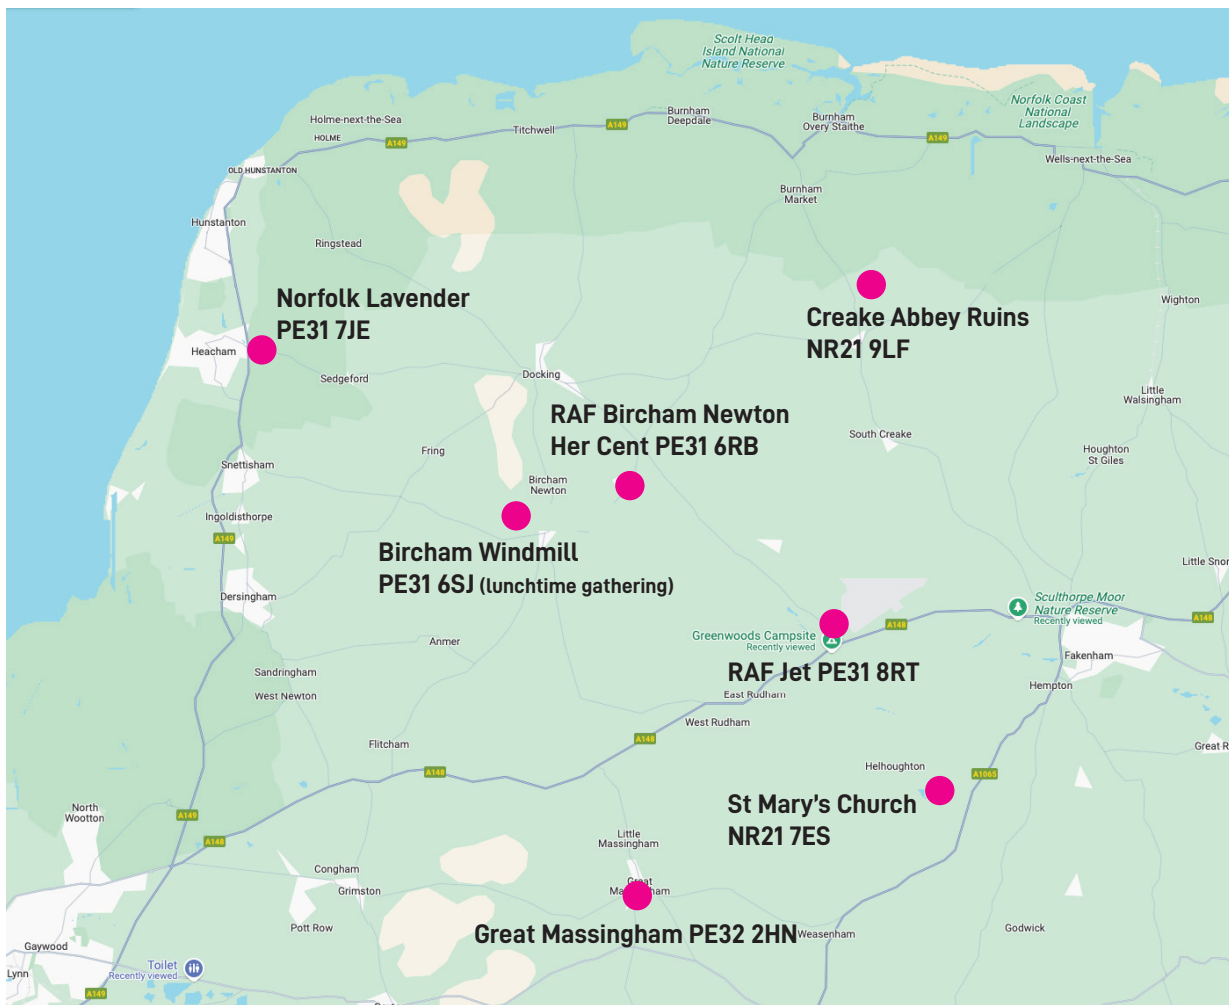 Scolt Head
Island National
Nature Reserve
Norfolk Coast
National
Landscape
Holme-next-the-Sea
HOLME
A149
Titchwell
A149
Burnham
Deepdale
Burnham
Overy Staithe
A149
Wells-next-the-Sea
OLD HUNSTANTON
Burnham
Market
Hunstanton
Ringstead
Wighton
Norfolk Lavender
PE31 7JE
Creake Abbey Ruins
NR21 9LF
Heacham
Sedgeford
Docking
Little
Walsingham
RAF Bircham Newton
Her Cent PE31 6RB
South Creake
Fring
Houghton
St Giles
Snettisham
Bircham
Newton
Ingoldisthorpe
A149
Bircham Windmill
PE31 6SJ (lunchtime gathering)
Little Snor
Dersingham
Sculthorpe Moor
Nature Reserve
Recently viewed
A148
A148
Greenwoods Campsite
Recently viewed
Anmer
Fakenham
Sandringham
RAF Jet PE31 8RT
Hempton
West Newton
East Rudham
West Rudham
A148
Flitcham
Great R
A148
Helhoughton
A1065
St Mary's Church
NR21 7ES
North
Wootton
A149
A148
Little
Massingham
Congham
Grimston
Great
Pott Row
Great Massingham PE32 2HN
Weasenham
Godwick
Gaywood
Lynn
Toilet
Recently viewed
A149